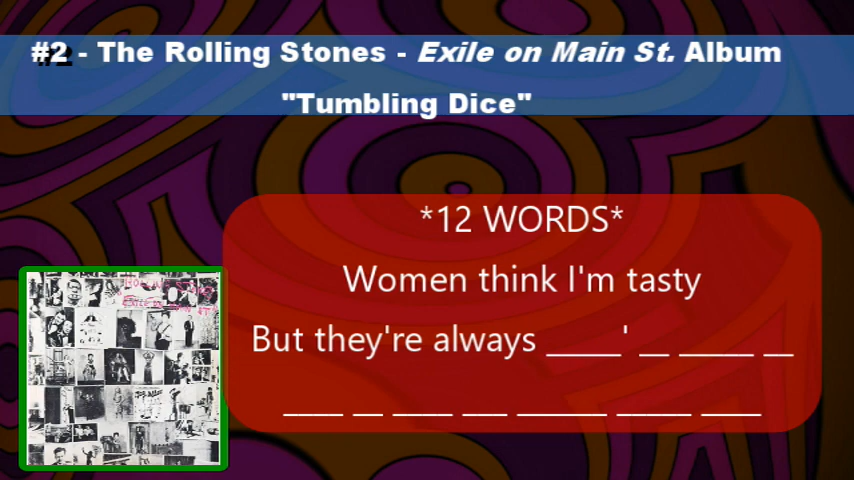 #2 - The Rolling Stones - Exile on Main St. Album
"Tumbling Dice"
*12 WORDS*
Women think I'm tasty
But they're always _____' __ _____ __
____ __ ____ ___ ______ _____ ____